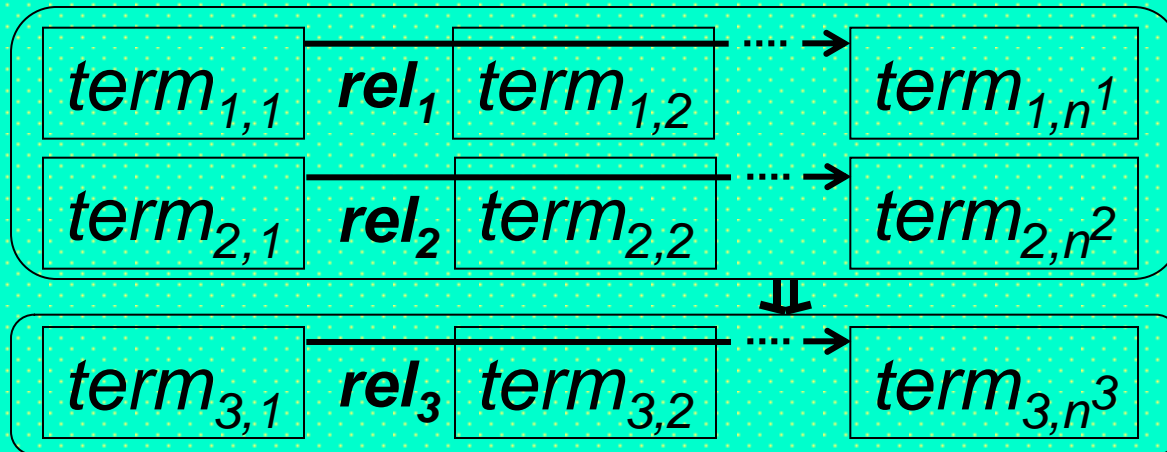 term1,1 rel1 term1,2 term1,n1
term2,1 rel2 term2,2 term2,n2
term3,1 rel3 term3,2 term3,n3